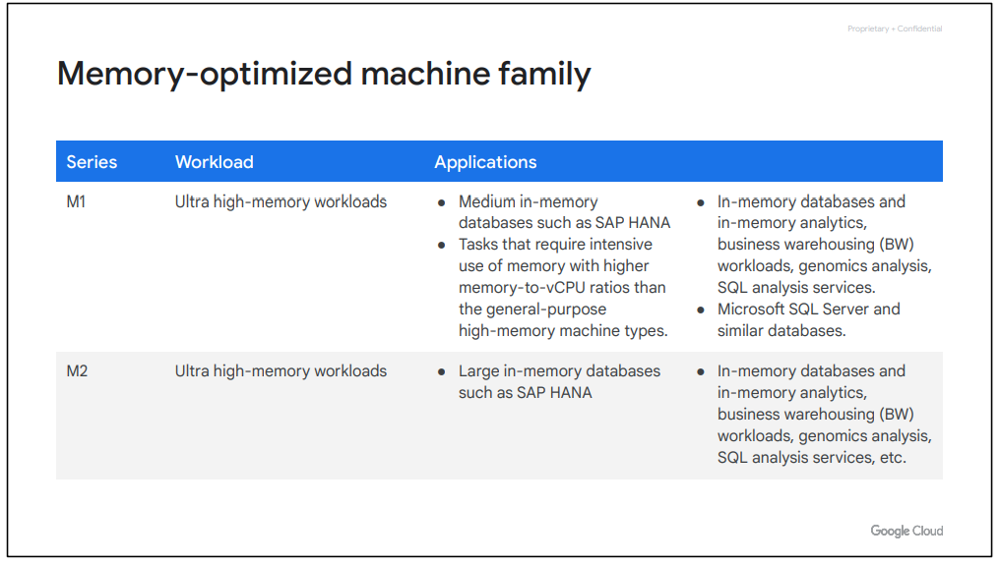 Proprietary + Confidential
Memory-optimized machine family
Series Workload Applications
M1 Ultra high-memory workloads
● Medium in-memory
databases such as SAP HANA
● Tasks that require intensive
use of memory with higher
memory-to-vCPU ratios than
the general-purpose
high-memory machine types.
● In-memory databases and
in-memory analytics,
business warehousing (BW)
workloads, genomics analysis,
SQL analysis services.
● Microsoft SQL Server and
similar databases.
M2 Ultra high-memory workloads
● Large in-memory databases
such as SAP HANA
● In-memory databases and
in-memory analytics,
business warehousing (BW)
workloads, genomics analysis,
SQL analysis services, etc.
Google Cloud